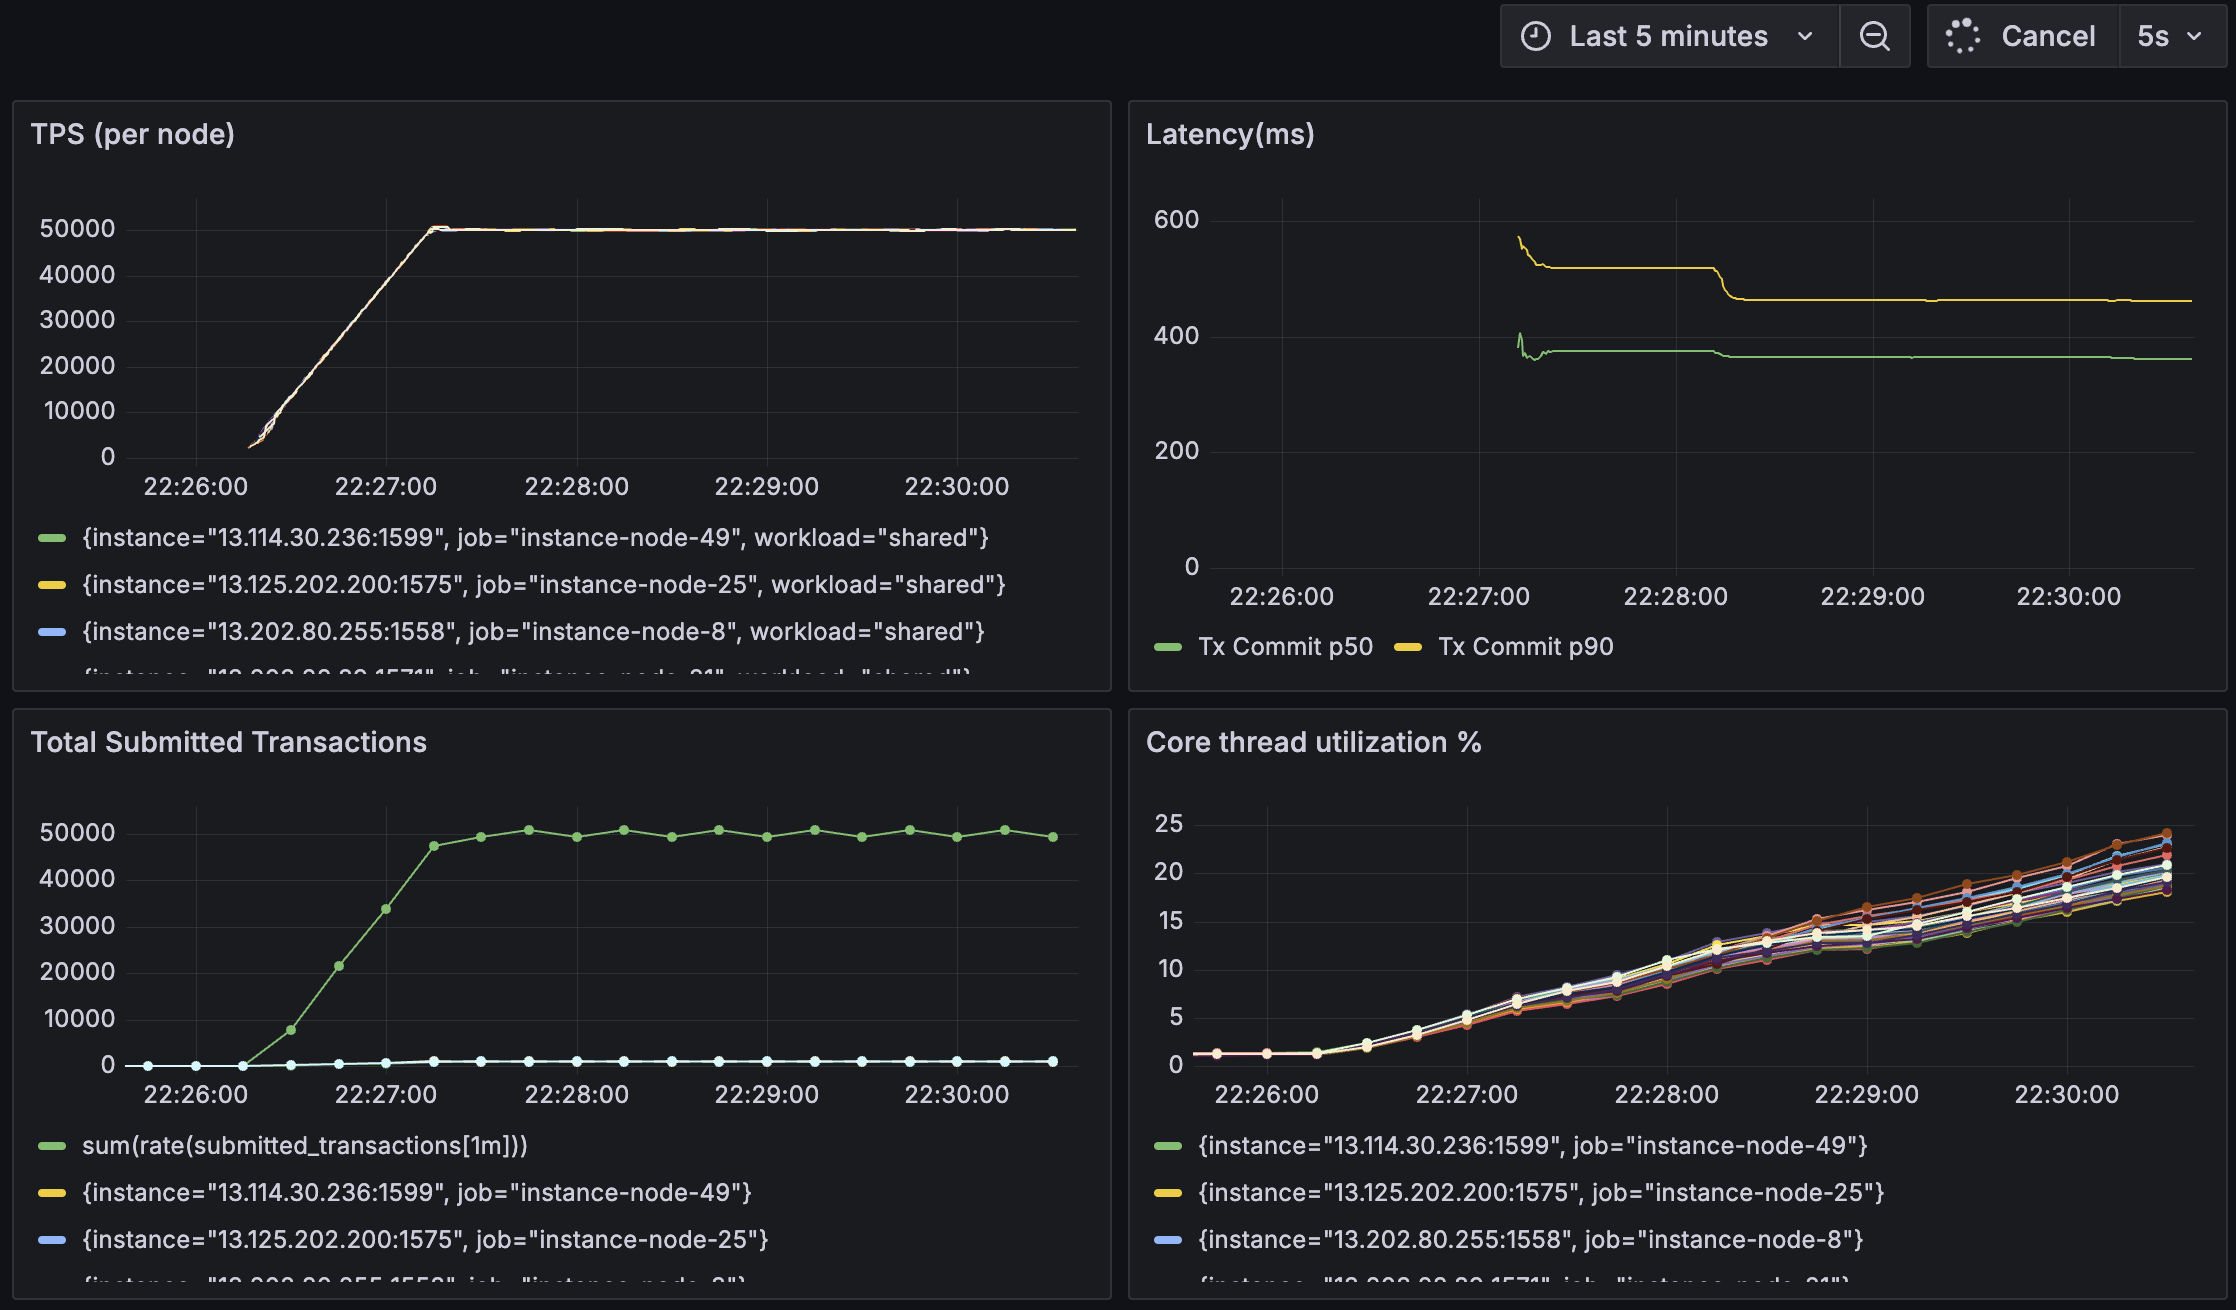 Last 5 minutes Cancel 5s
TPS (per node)
50000
40000
30000
20000
10000
0
22:26:00 22:27:00 22:28:00 22:29:00 22:30:00
{instance="13.114.30.236:1599", job="instance-node-49", workload="shared"}
{instance="13.125.202.200:1575", job="instance-node-25", workload="shared"}
{instance="13.202.80.255:1558", job="instance-node-8", workload="shared"}
Latency(ms)
600
400
200
0
22:26:00 22:27:00 22:28:00 22:29:00 22:30:00
Tx Commit p50 Tx Commit p90
Total Submitted Transactions
50000
40000
30000
20000
10000
0
22:26:00 22:27:00 22:28:00 22:29:00 22:30:00
sum(rate(submitted_transactions[1m]))
{instance="13.114.30.236:1599", job="instance-node-49"}
{instance="13.125.202.200:1575", job="instance-node-25"}
Core thread utilization %
25
20
15
10
5
0
22:26:00 22:27:00 22:28:00 22:29:00 22:30:00
{instance="13.114.30.236:1599", job="instance-node-49"}
{instance="13.125.202.200:1575", job="instance-node-25"}
{instance="13.202.80.255:1558", job="instance-node-8"}